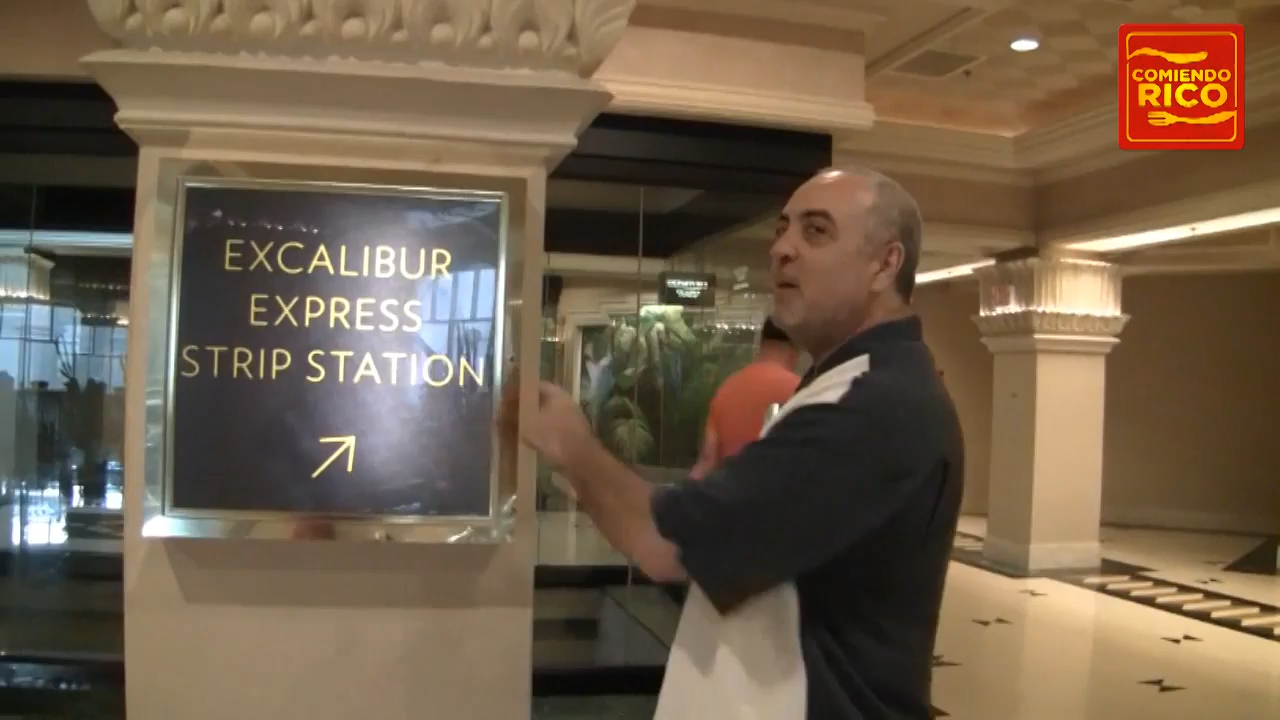 EXCALIBUR
EXPRESS
STRIP STATION
COMIENDO
RICO